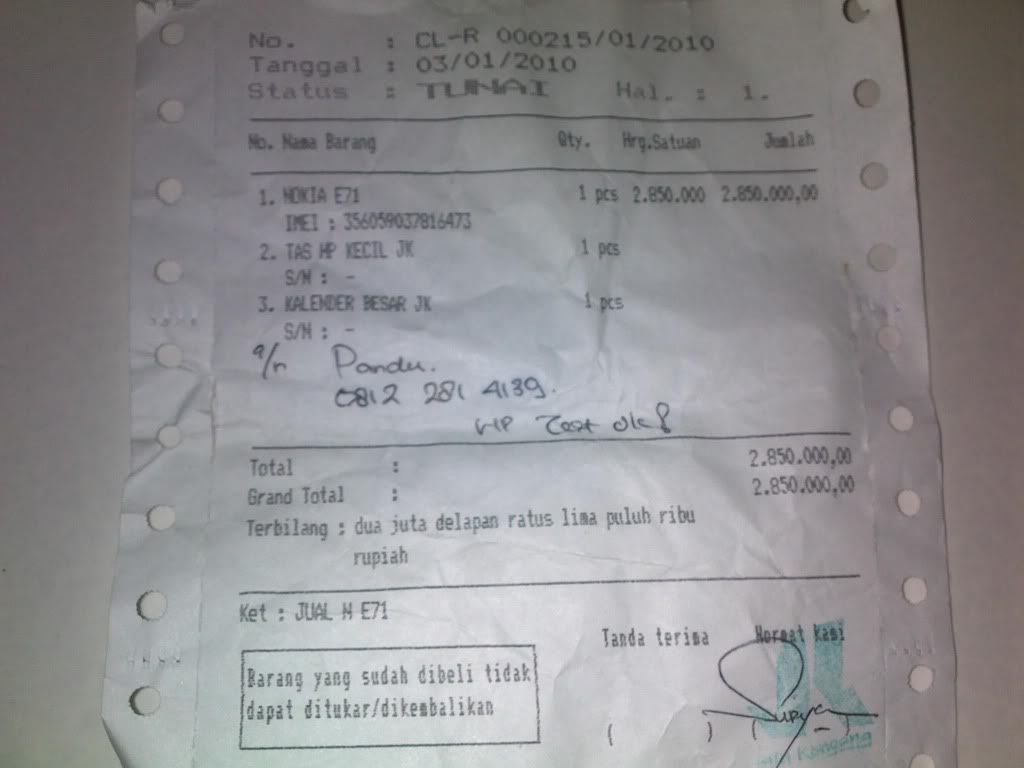 No. : CL-R 000215/01/2010
Tanggal : 03/01/2010
Status : TUNAI Hal. : 1.
No. Nama Barang Qty. Hrg.Satuan Jumlah
1. NOKIA E71 1 pcs 2.850.000 2.850.000,00
IMEI : 356059037816473
2. TAS HP KECIL JK 1 pcs
S/N : -
3. KALENDER BESAR JK 1 pcs
S/N : -
a/n Pandu.
0812 281 4139.
HP Test ok!
Total : 2.850.000,00
Grand Total : 2.850.000,00
Terbilang : dua juta delapan ratus lima puluh ribu
rupiah
Ket : JUAL H E71
Tanda terima Hormat kami
Barang yang sudah dibeli tidak
dapat ditukar/dikembalikan
( ) ( )